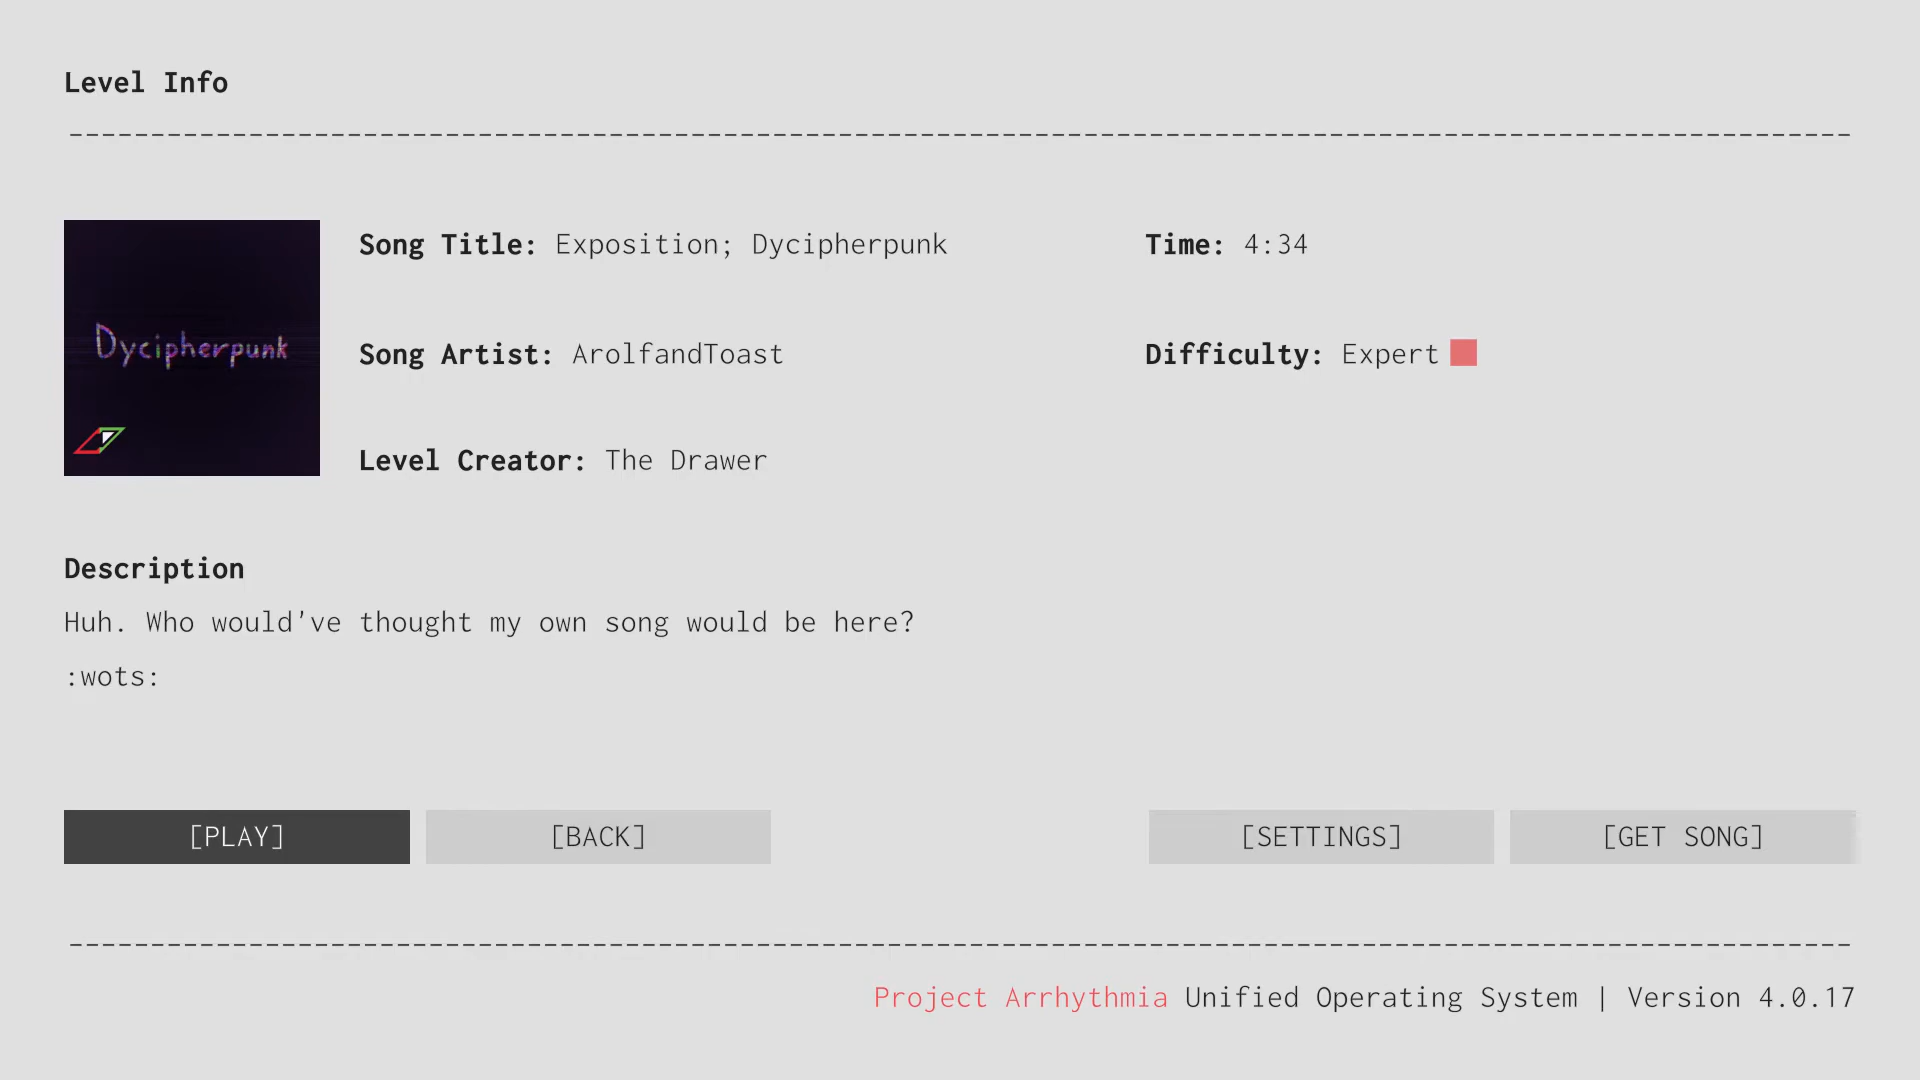 Level Info
Dycipherpunk
Song Title: Exposition; Dycipherpunk
Time: 4:34
Song Artist: ArolfandToast
Difficulty: Expert
Level Creator: The Drawer
Description
Huh. Who would've thought my own song would be here?
:wots:
[PLAY]
[BACK]
[SETTINGS]
[GET SONG]
Project Arrhythmia Unified Operating System | Version 4.0.17